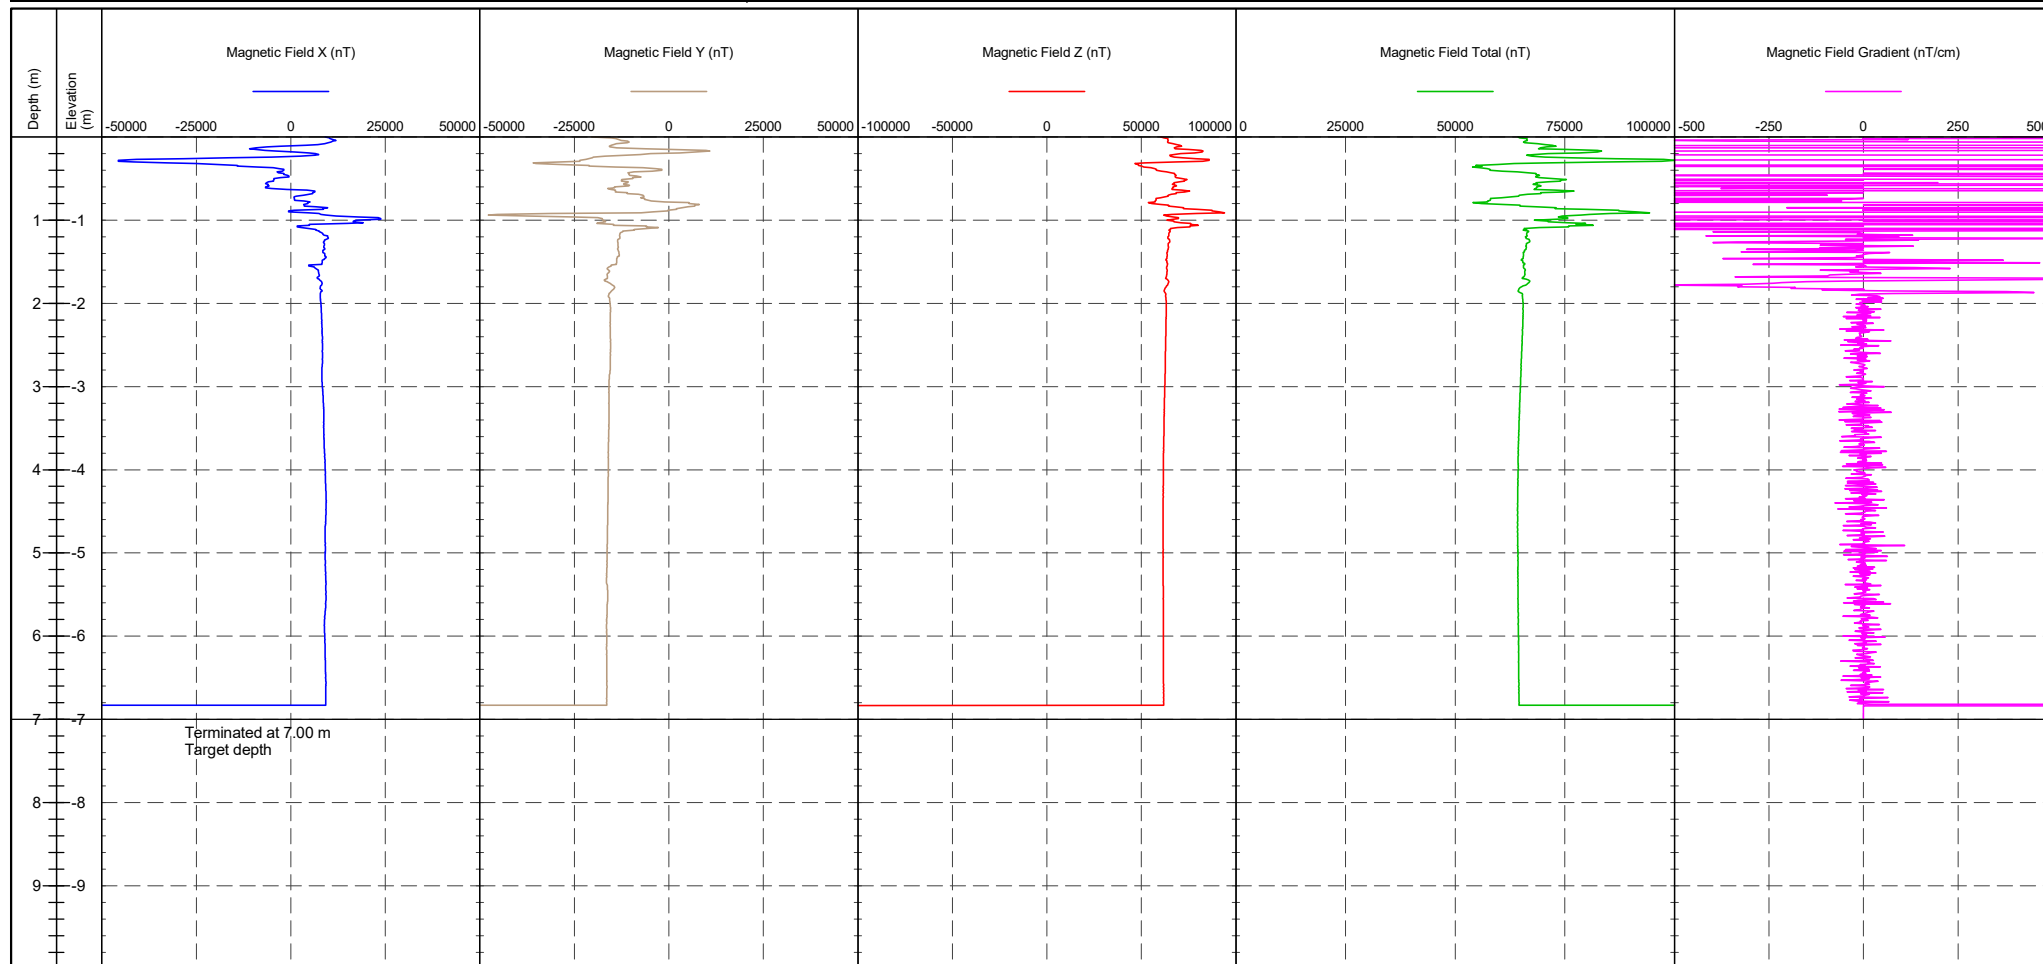 Magnetic Field X (nT) Magnetic Field Y (nT) Magnetic Field Z (nT) Magnetic Field Total (nT) Magnetic Field Gradient (nT/cm)
Depth (m)
Elevation
(m)
-50000 -25000 0 25000 50000 -50000 -25000 0 25000 50000 -100000 -50000 0 50000 100000 0 25000 50000 75000 100000 -500 -250 0 250
1 -1
2 -2
3 -3
4 -4
5 -5
6 -6
7 -7
Terminated at 7.00 m
Target depth
8 -8
9 -9